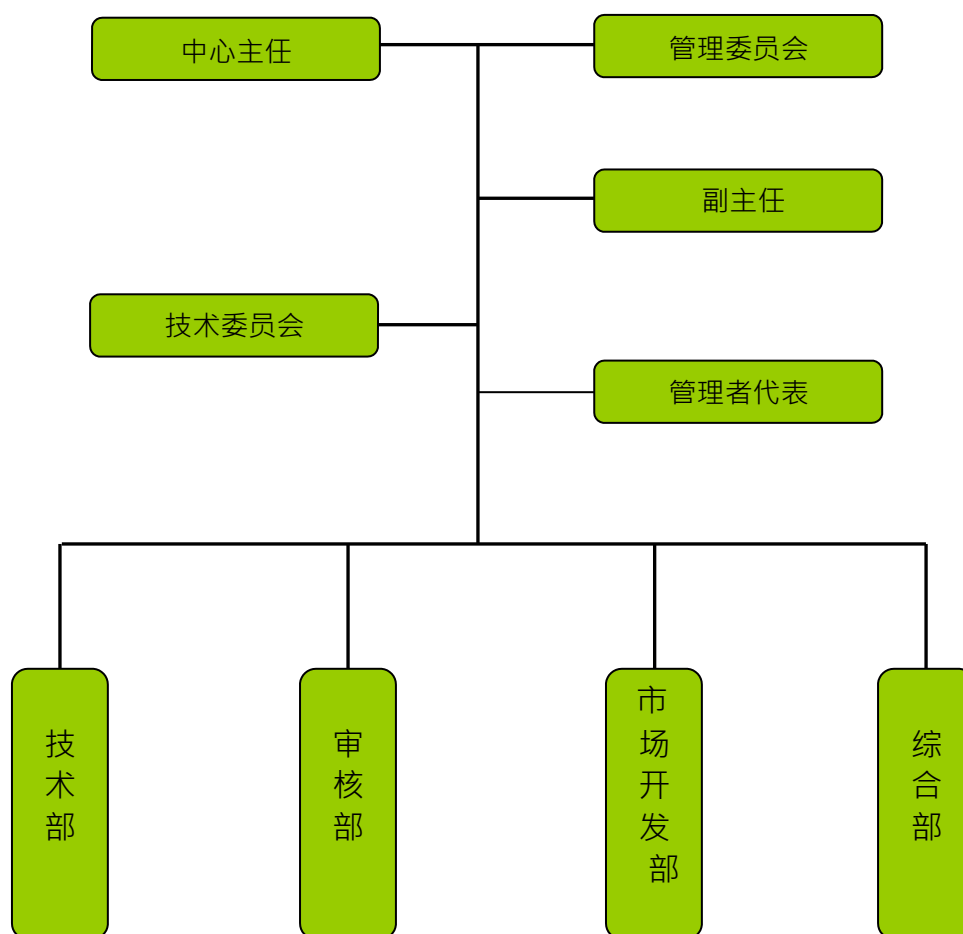 中心主任
管理委员会
副主任
技术委员会
管理者代表
技术部
审核部
市场开发部
综合部